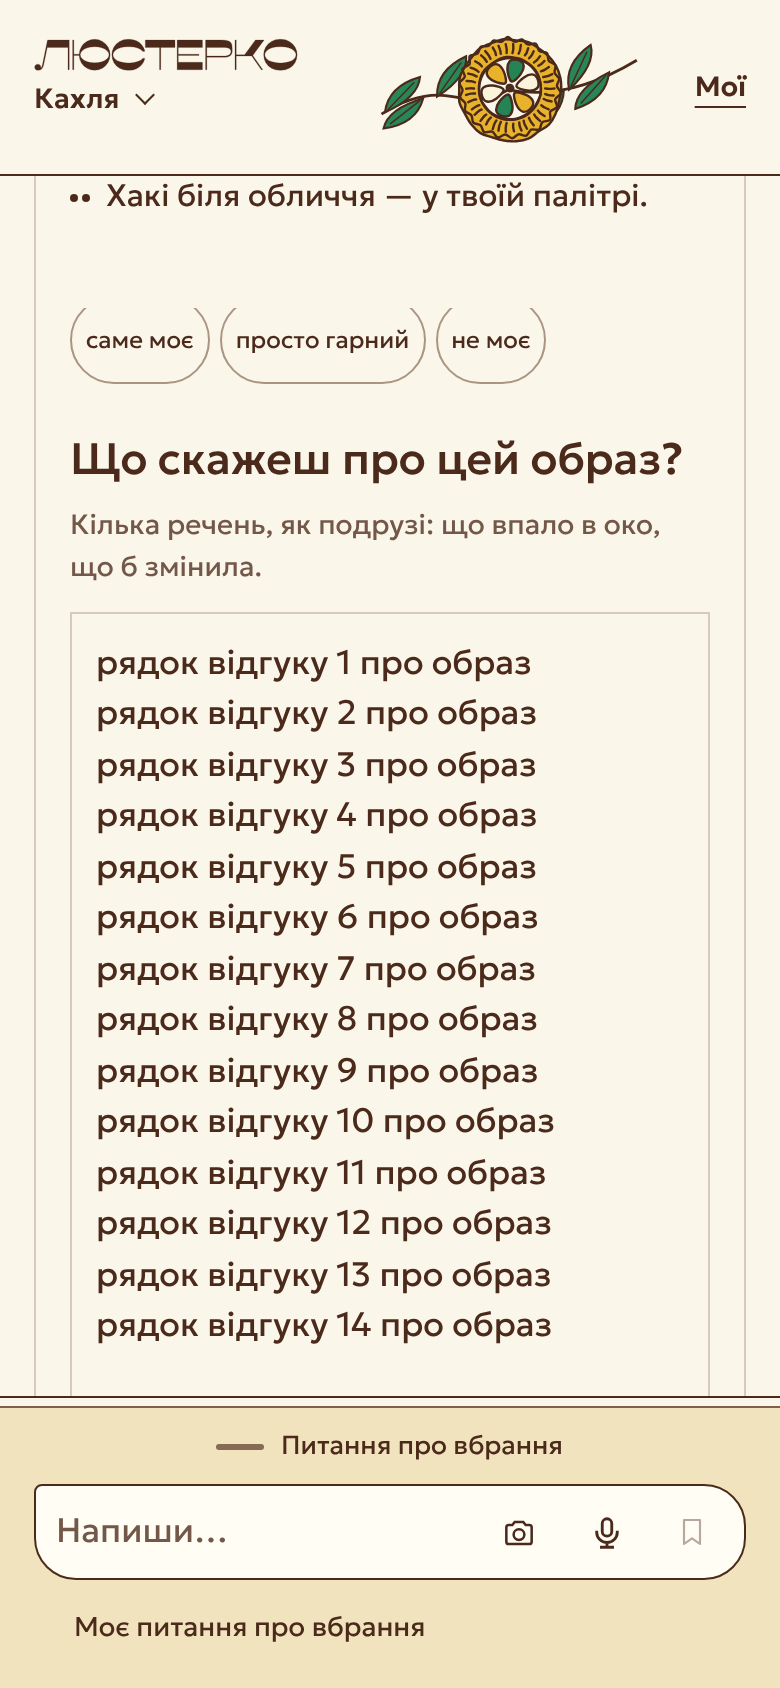 ЛЮСТЕРКО
Кахля
Мої
•• Хакі біля обличчя — у твоїй палітрі.
саме моє
просто гарний
не моє
Що скажеш про цей образ?
Кілька речень, як подрузі: що впало в око,
що б змінила.
рядок відгуку 1 про образ
рядок відгуку 2 про образ
рядок відгуку 3 про образ
рядок відгуку 4 про образ
рядок відгуку 5 про образ
рядок відгуку 6 про образ
рядок відгуку 7 про образ
рядок відгуку 8 про образ
рядок відгуку 9 про образ
рядок відгуку 10 про образ
рядок відгуку 11 про образ
рядок відгуку 12 про образ
рядок відгуку 13 про образ
рядок відгуку 14 про образ
Питання про вбрання
Напиши...
Моє питання про вбрання